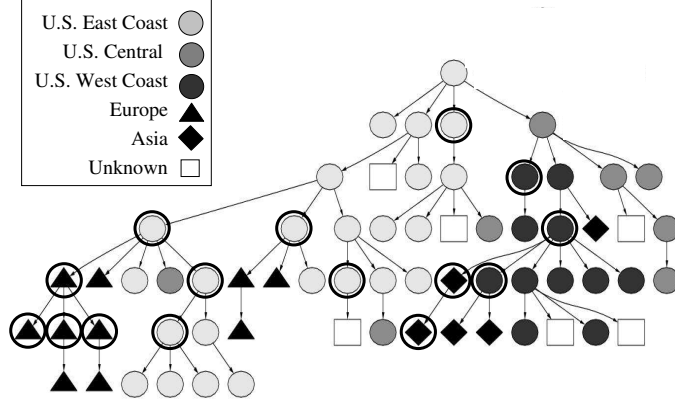 U.S. East Coast
U.S. Central
U.S. West Coast
Europe
Asia
Unknown